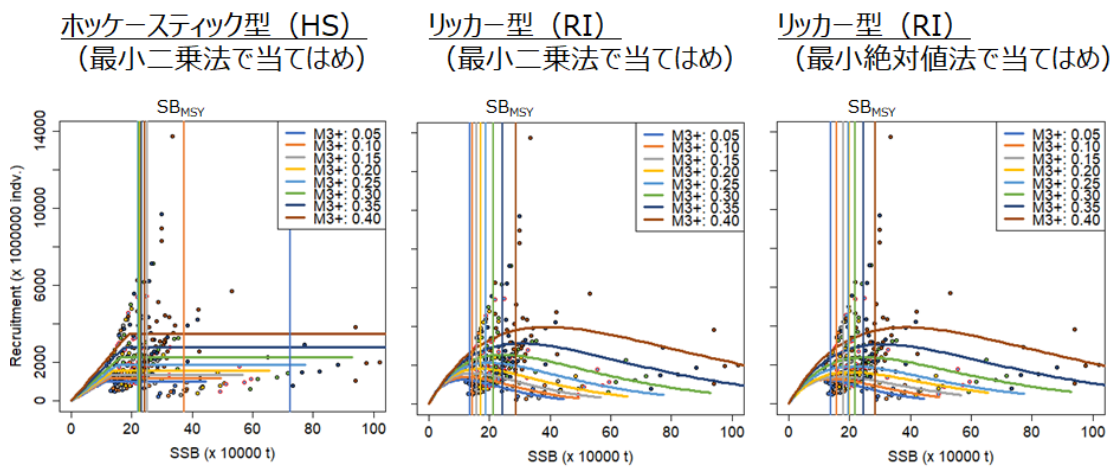 ホッケースティック型（HS）
（最小二乗法で当てはめ）
リッカー型（RI）
（最小二乗法で当てはめ）
リッカー型（RI）
（最小絶対値法で当てはめ）
SBMSY
SBMSY
SBMSY
Recruitment (x 1000000 indv.)
14000
10000
6000
2000
0
M3+: 0.05
M3+: 0.10
M3+: 0.15
M3+: 0.20
M3+: 0.25
M3+: 0.30
M3+: 0.35
M3+: 0.40
0 20 40 60 80 100
SSB (x 10000 t)
M3+: 0.05
M3+: 0.10
M3+: 0.15
M3+: 0.20
M3+: 0.25
M3+: 0.30
M3+: 0.35
M3+: 0.40
0 20 40 60 80 100
SSB (x 10000 t)
M3+: 0.05
M3+: 0.10
M3+: 0.15
M3+: 0.20
M3+: 0.25
M3+: 0.30
M3+: 0.35
M3+: 0.40
0 20 40 60 80 100
SSB (x 10000 t)